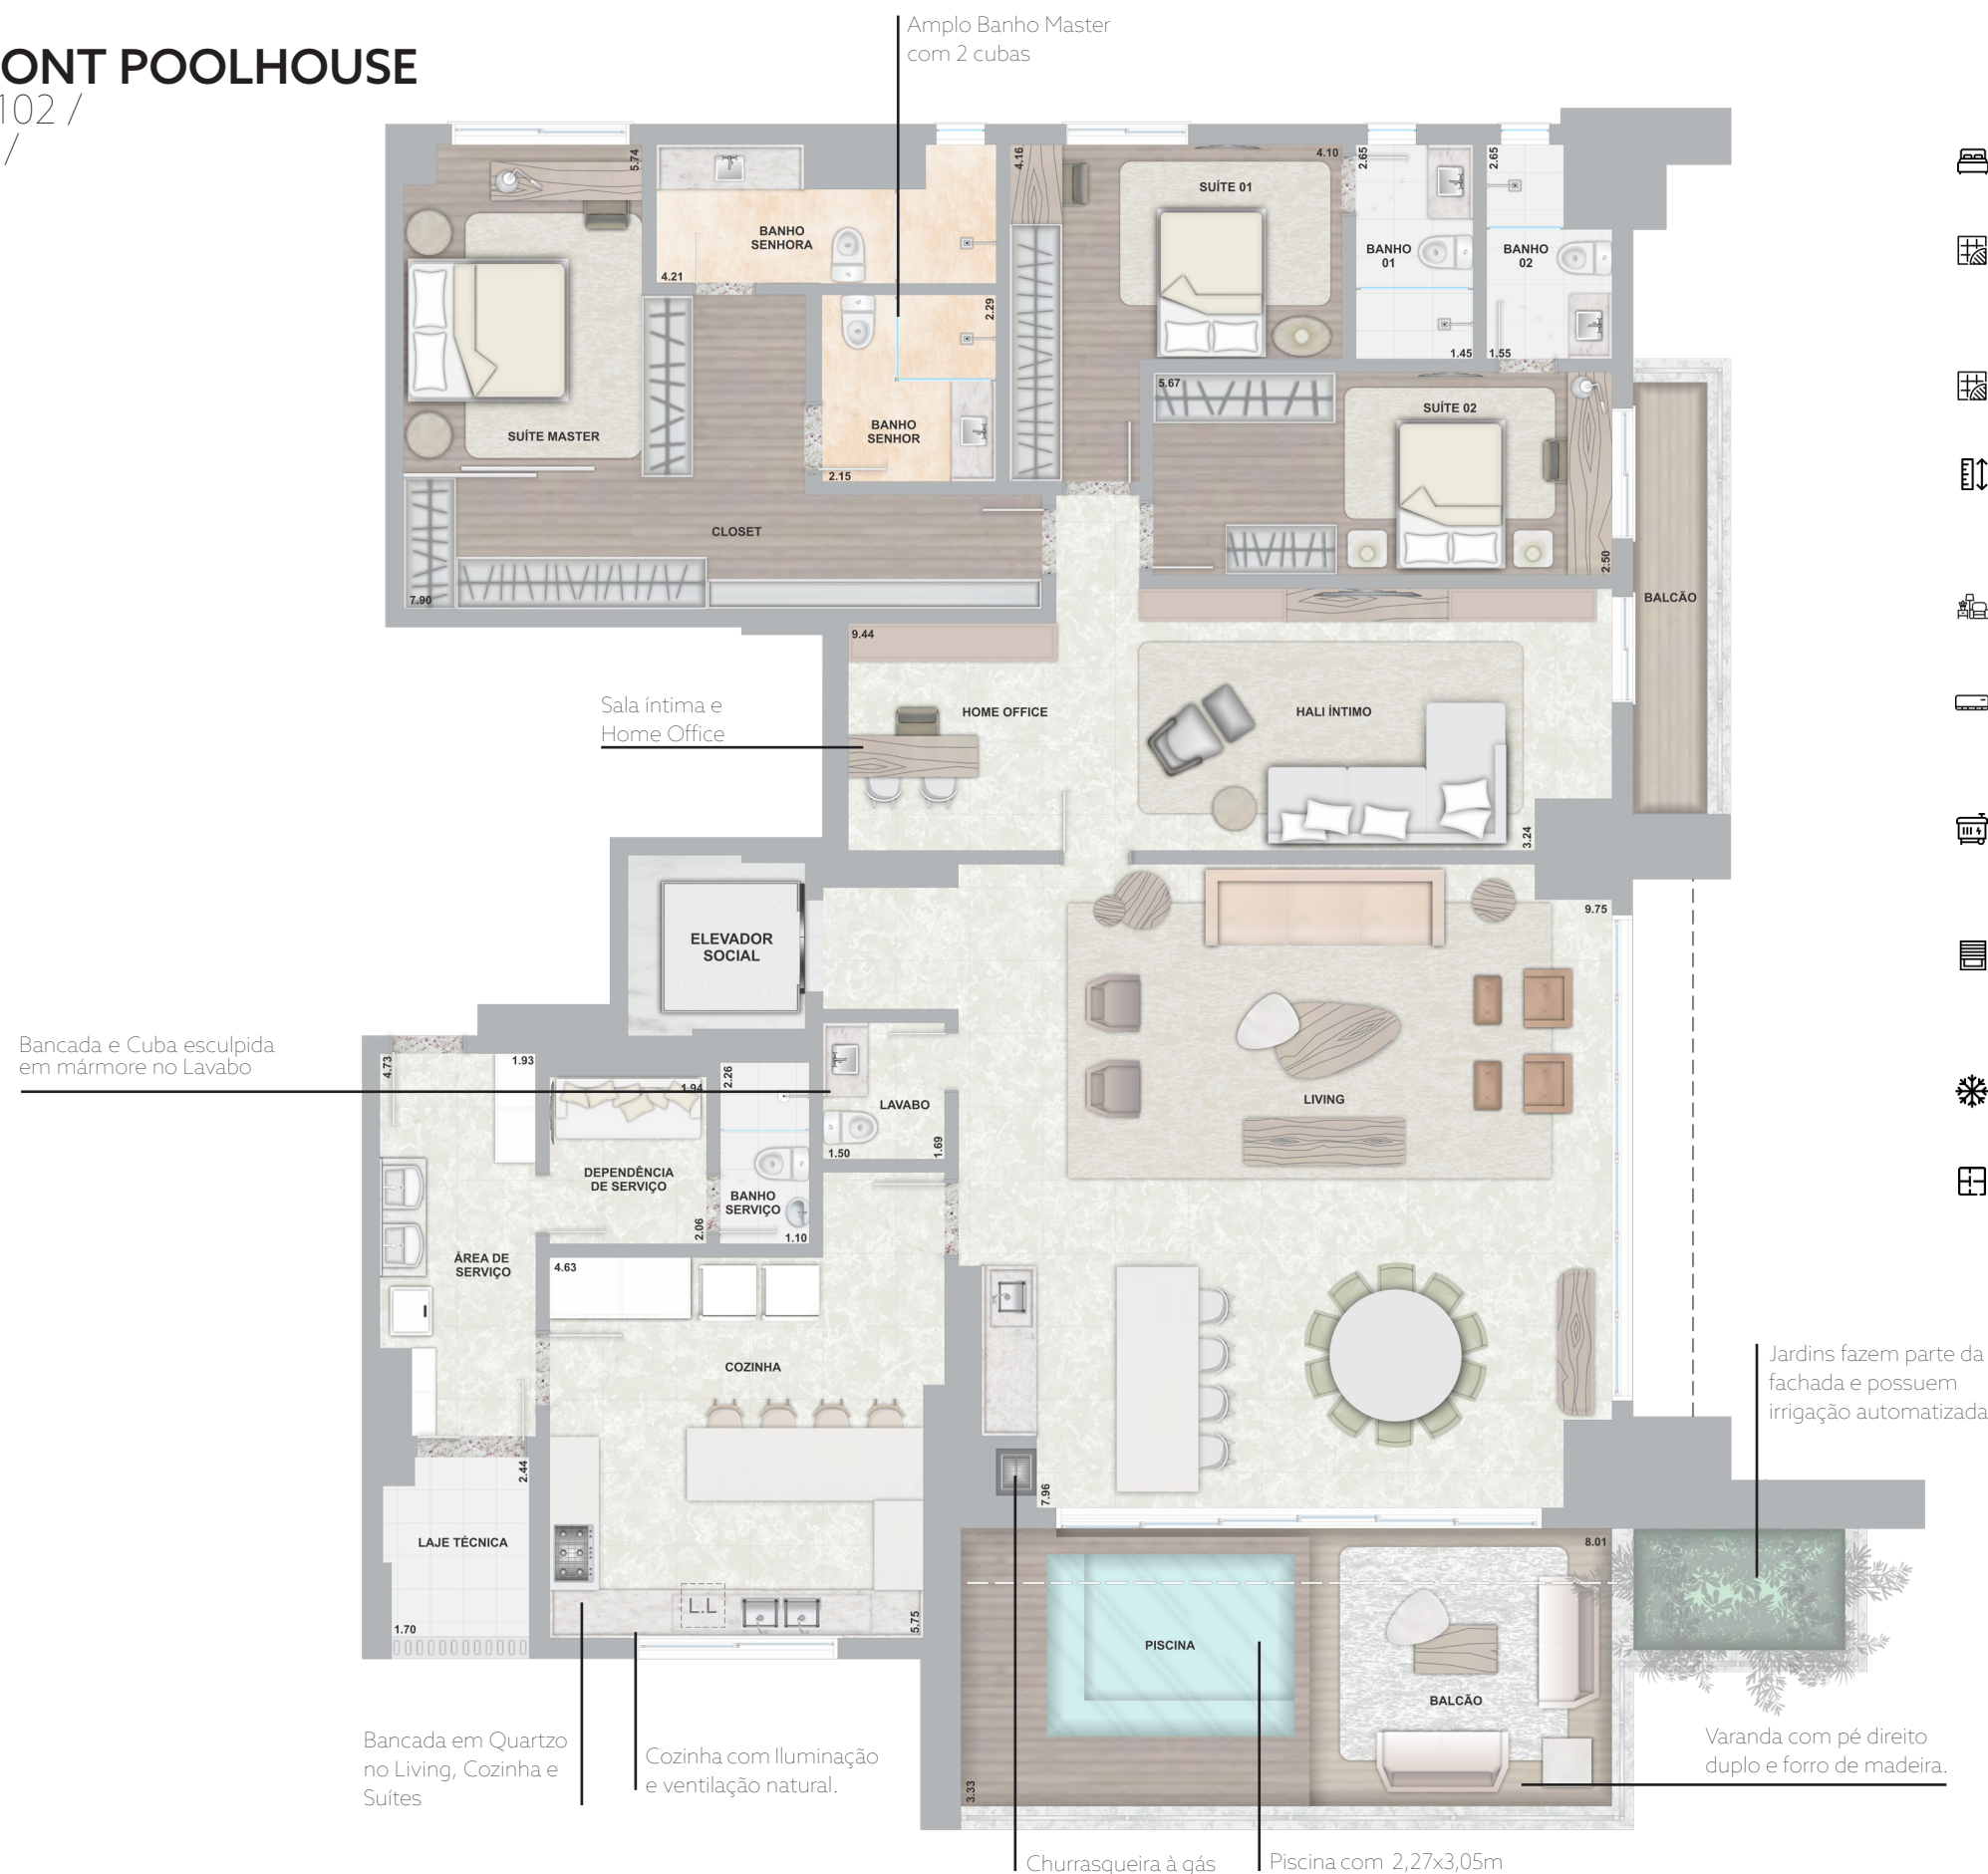 ONT POOLHOUSE
102 /
/
Amplo Banho Master
com 2 cubas
5.74
4.16
4.10
2.65
2.65
SUÍTE 01
BANHO
SENHORA
BANHO
01
BANHO
02
4.21
2.29
1.45
1.55
5.67
SUÍTE 02
SUÍTE MASTER
BANHO
SENHOR
2.15
CLOSET
2.50
7.90
BALCÃO
9.44
Sala íntima e
Home Office
HOME OFFICE
HALI ÍNTIMO
3.24
9.75
ELEVADOR
SOCIAL
Bancada e Cuba esculpida
em mármore no Lavabo
4.73
1.93
1.94
2.26
LAVABO
LIVING
1.50
1.69
DEPENDÊNCIA
DE SERVIÇO
BANHO
SERVIÇO
2.06
1.10
ÁREA DE
SERVIÇO
4.63
COZINHA
Jardins fazem parte da
fachada e possuem
irrigação automatizada
2.44
7.96
LAJE TÉCNICA
8.01
L.L
1.70
5.75
PISCINA
BALCÃO
3.33
Bancada em Quartzo
no Living, Cozinha e
Suítes
Cozinha com Iluminação
e ventilação natural.
Varanda com pé direito
duplo e forro de madeira.
Churrasqueira à gás
Piscina com 2,27x3,05m